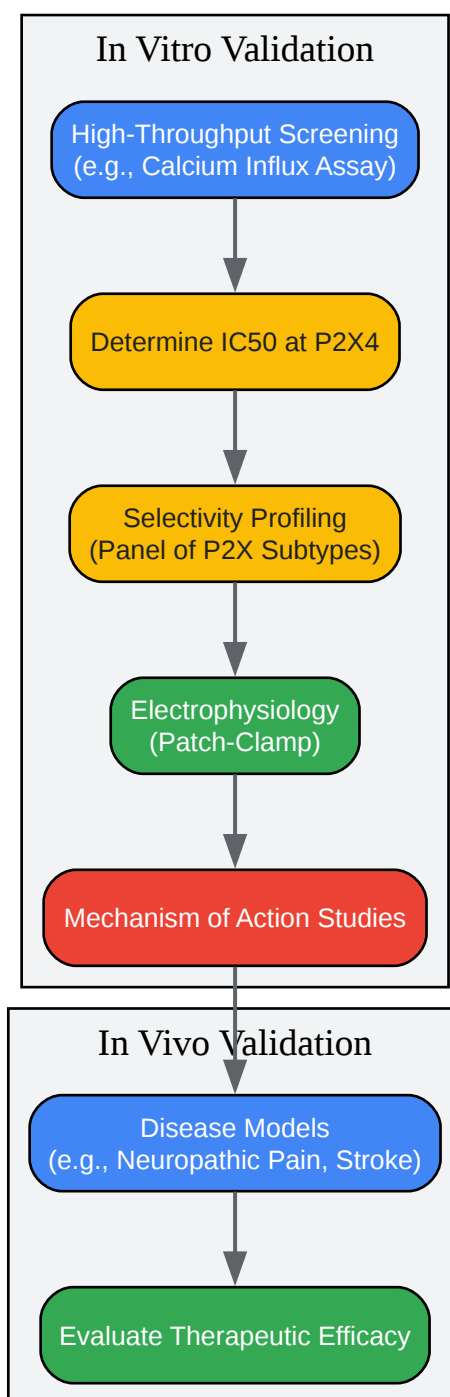 In Vitro Validation
High-Throughput Screening
(e.g., Calcium Influx Assay)
Determine IC50 at P2X4
Selectivity Profiling
(Panel of P2X Subtypes)
Electrophysiology
(Patch-Clamp)
Mechanism of Action Studies
In Vivo Validation
Disease Models
(e.g., Neuropathic Pain, Stroke)
Evaluate Therapeutic Efficacy